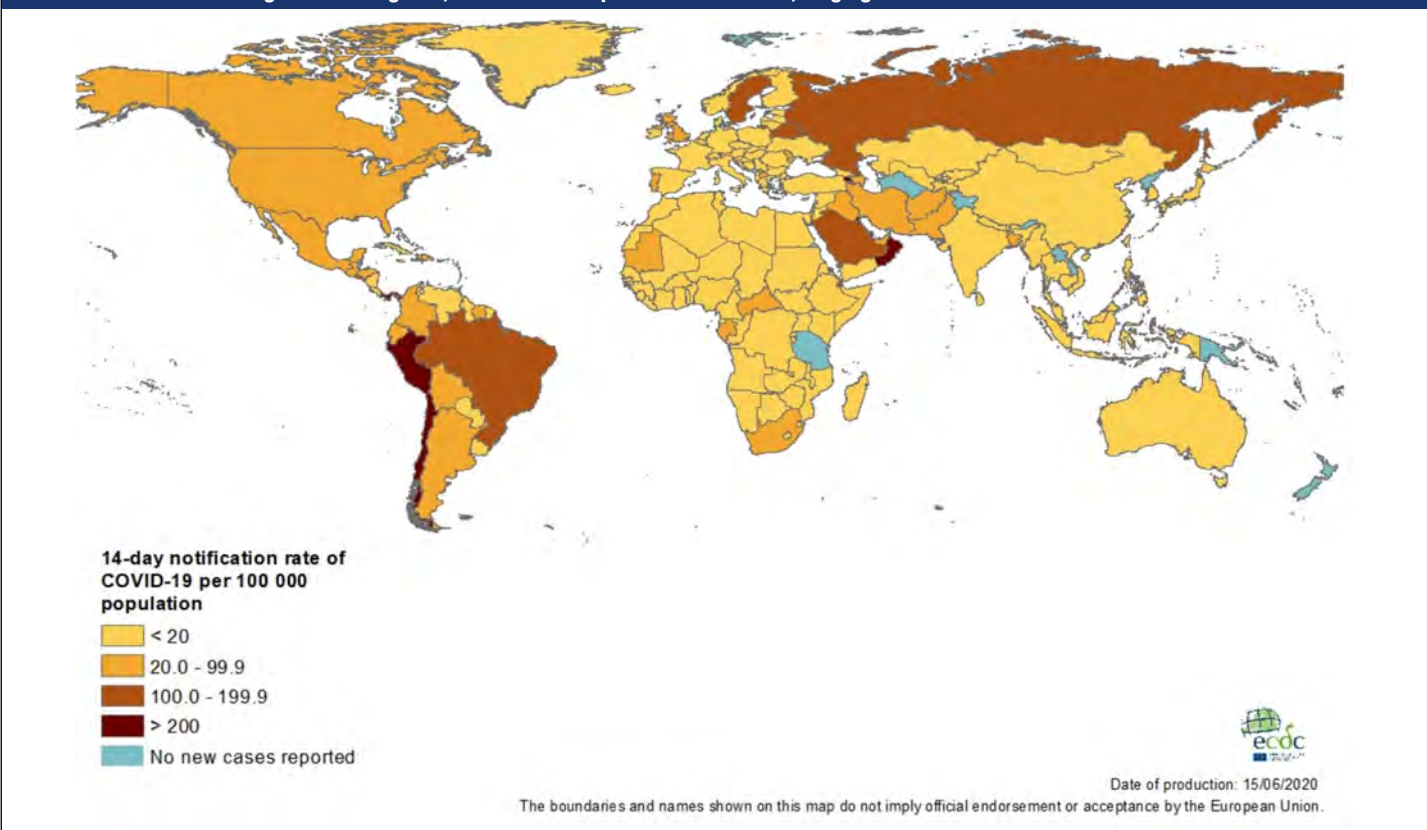 14-day notification rate of
COVID-19 per 100 000
population
< 20
20.0 - 99.9
100.0 - 199.9
> 200
No new cases reported
ecdc
Date of production: 15/06/2020
The boundaries and names shown on this map do not imply official endorsement or acceptance by the European Union.